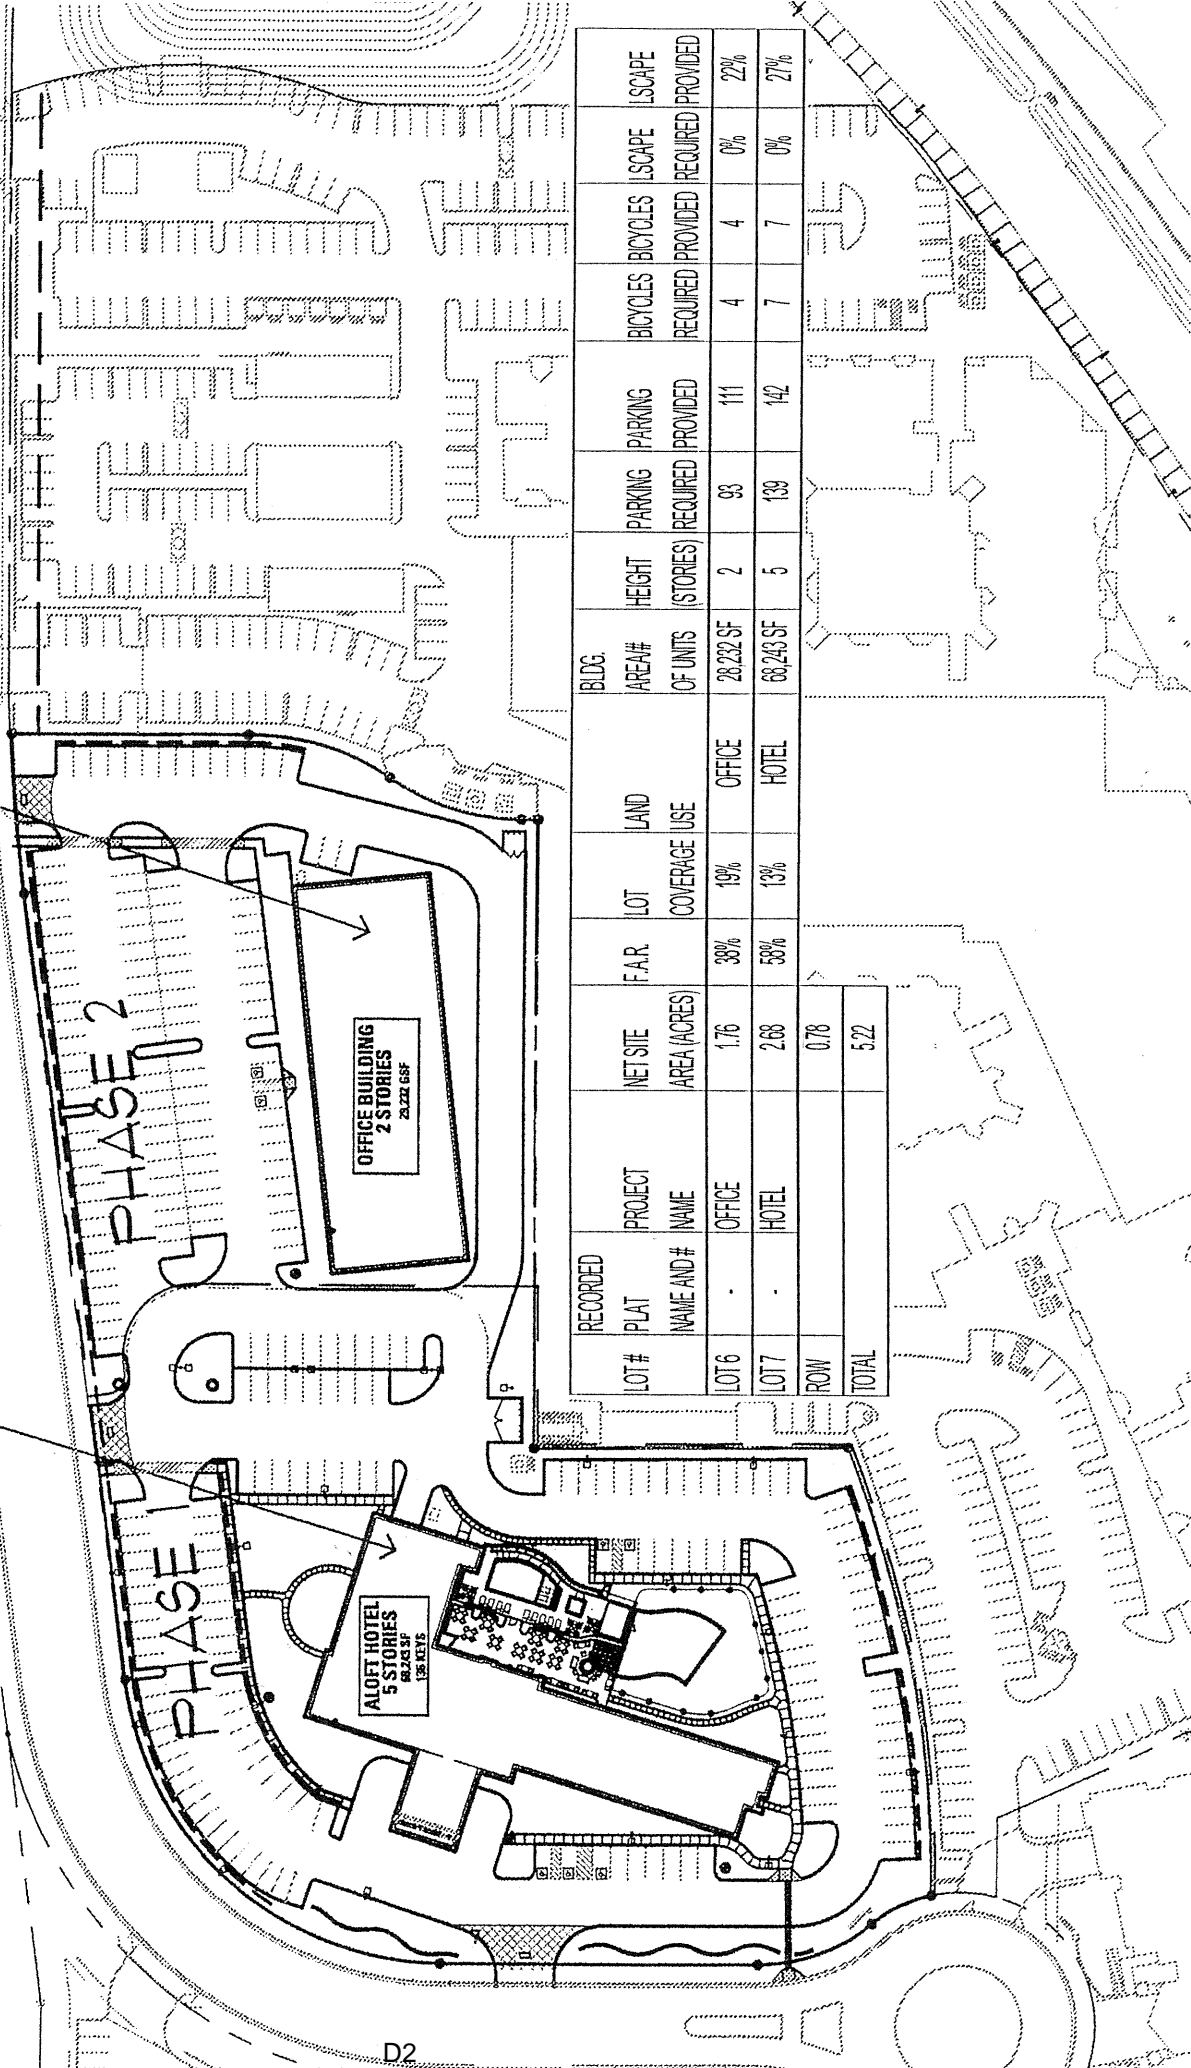 PHASE 1
PHASE 2
ALOFT HOTEL
5 STORIES
68,243 SF
136 KEYS
OFFICE BUILDING
2 STORIES
29,232 GSF
RECORDED BLDG.
LOT # PLAT PROJECT NET SITE F.A.R. LOT LAND AREA/# HEIGHT PARKING PARKING BICYCLES BICYCLES LSCAPE LSCAPE
NAME AND # NAME AREA (ACRES) COVERAGE USE OF UNITS (STORIES) REQUIRED PROVIDED REQUIRED PROVIDED REQUIRED PROVIDED
LOT 6 - OFFICE 1.76 38% 19% OFFICE 28,232 SF 2 93 111 4 4 0% 22%
LOT 7 - HOTEL 2.68 58% 13% HOTEL 68,243 SF 5 139 142 7 7 0% 27%
ROW 0.78
TOTAL 5.22
D2